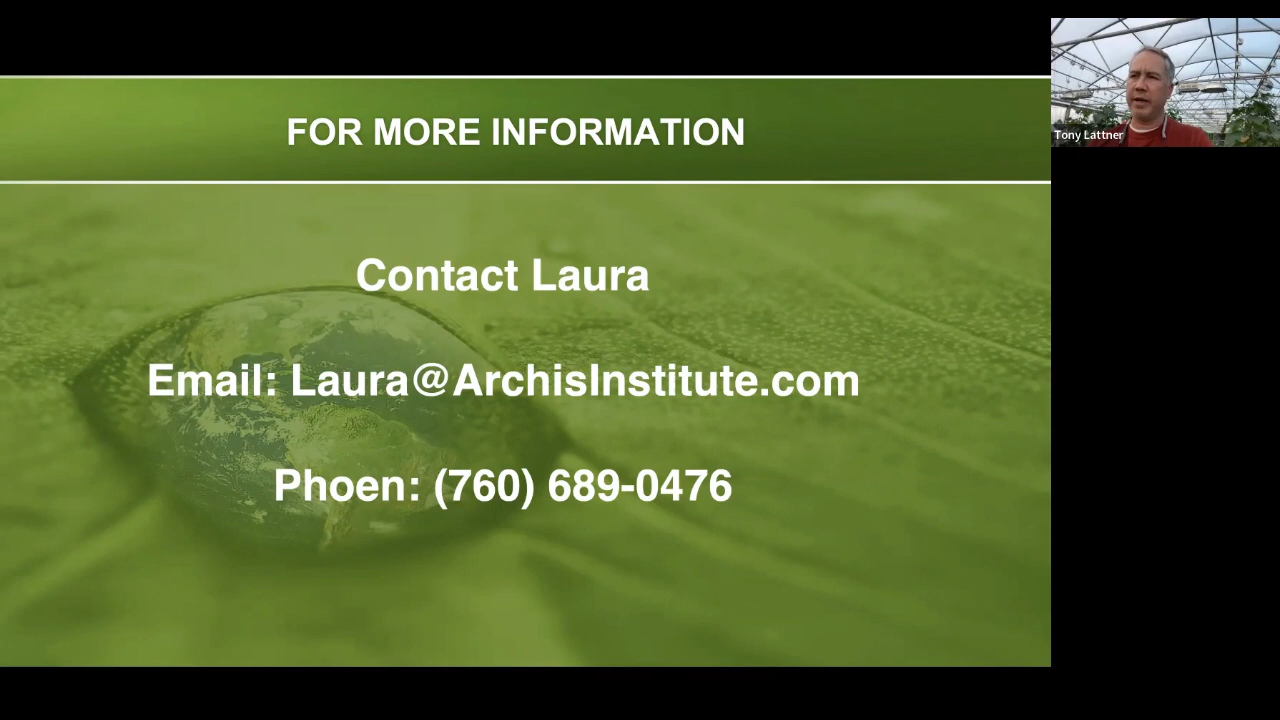 FOR MORE INFORMATION
Tony Lattner
Contact Laura
Email: Laura@ArchisInstitute.com
Phoen: (760) 689-0476